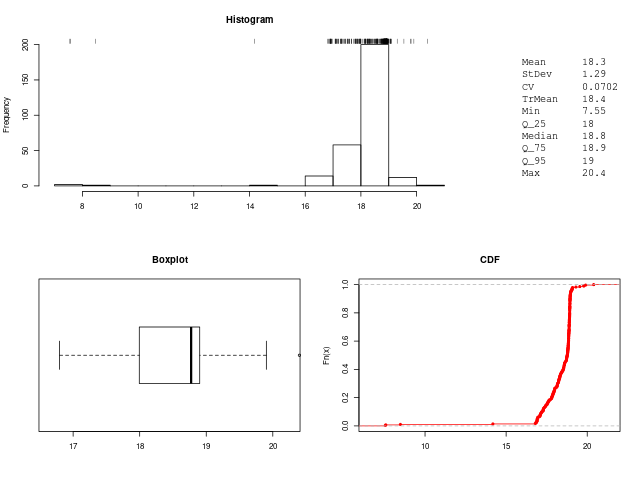 Histogram
Frequency
0 50 100 150 200
8 10 12 14 16 18 20
Mean 18.3
StDev 1.29
CV 0.0702
TrMean 18.4
Min 7.55
Q_25 18
Median 18.8
Q_75 18.9
Q_95 19
Max 20.4
Boxplot
17 18 19 20
CDF
Fn(x)
0.0 0.2 0.4 0.6 0.8 1.0
10 15 20